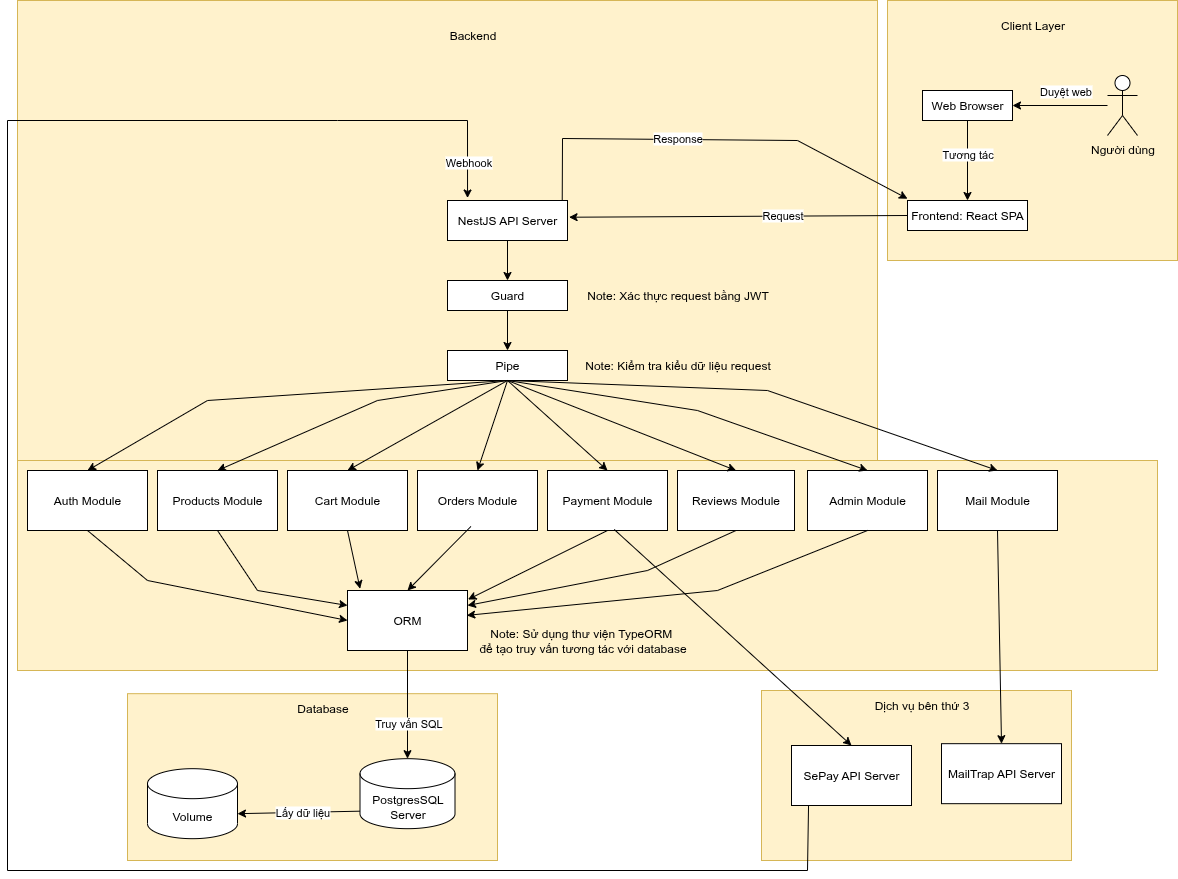 Backend
Client Layer
Duyệt web
Web Browser
Người dùng
Tương tác
Response
Webhook
Frontend: React SPA
Request
NestJS API Server
Guard
Note: Xác thực request bằng JWT
Pipe
Note: Kiểm tra kiểu dữ liệu request
Auth Module
Products Module
Cart Module
Orders Module
Payment Module
Reviews Module
Admin Module
Mail Module
ORM
Note: Sử dụng thư viện TypeORM
để tạo truy vấn tương tác với database
Database
Dịch vụ bên thứ 3
Truy vấn SQL
SePay API Server
MailTrap API Server
PostgresSQL
Server
Lấy dữ liệu
Volume